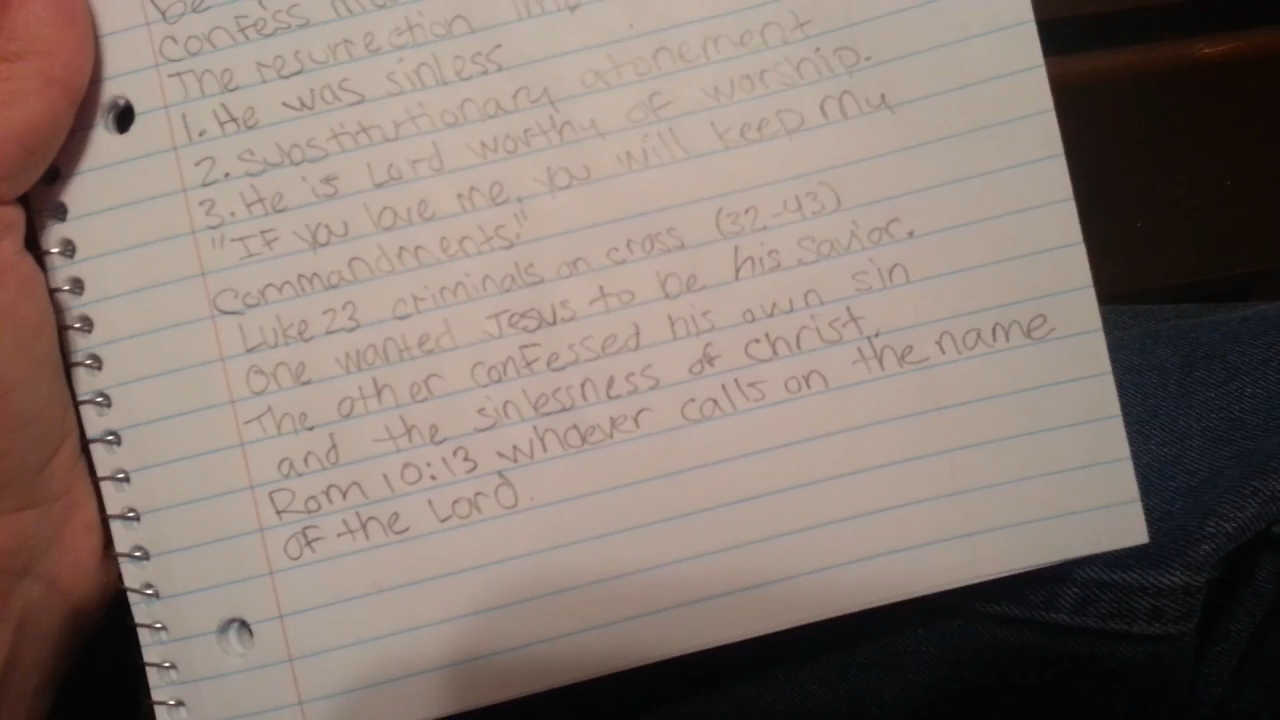 be
confess
The resurrection
1. He was sinless
2. Substitutionary atonement
3. He is Lord worthy of worship.
"IF you love me, you will keep my
commandments."
Luke 23 criminals on cross (32-43)
one wanted Jesus to be his savior.
The other confessed his own sin
and the sinlessness of christ.
Rom 10:13 whoever calls on the name
of the Lord.